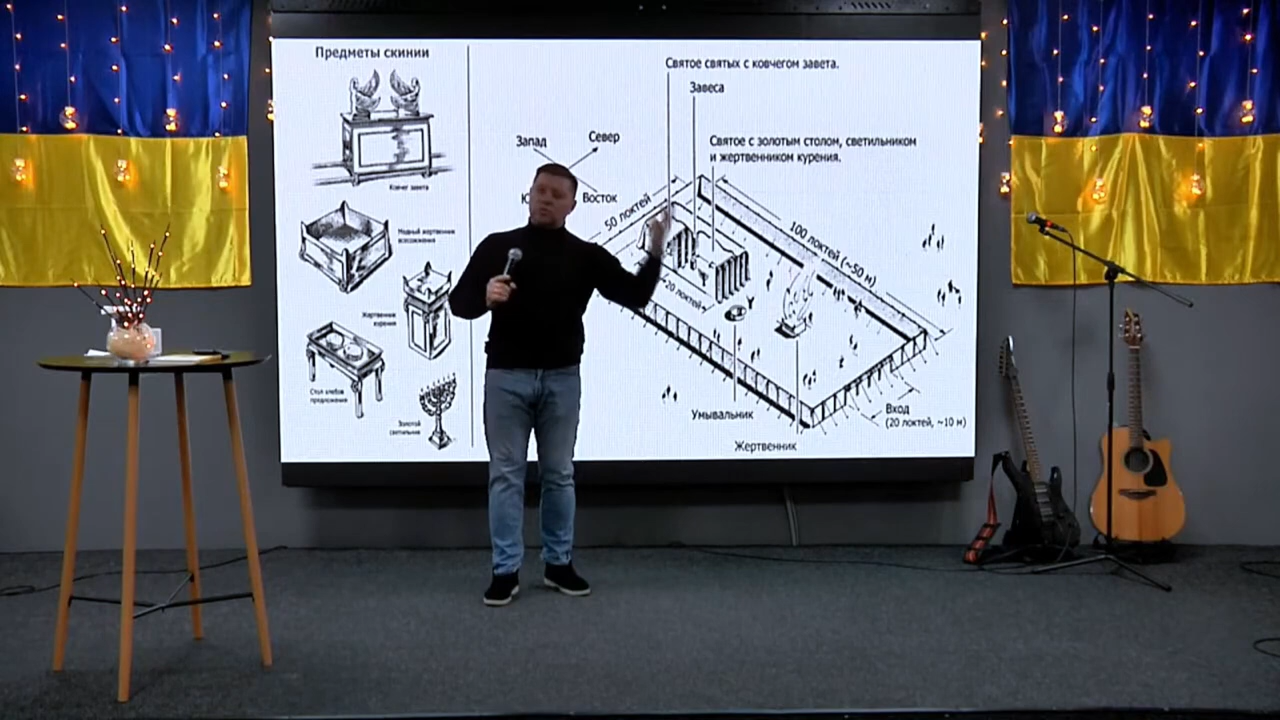 Предметы скинии
Ковчег завета
Медный жертвенник
всесожжения
Жертвенник
курения
Стол хлебов
предложения
Золотой
светильник
Святое святых с ковчегом завета.
Завеса
Святое с золотым столом, светильником
и жертвенником курения.
Запад
Север
Восток
50 локтей
100 локтей (~50 м)
~20 локтей
Умывальник
Жертвенник
Вход
(20 локтей, ~10 м)